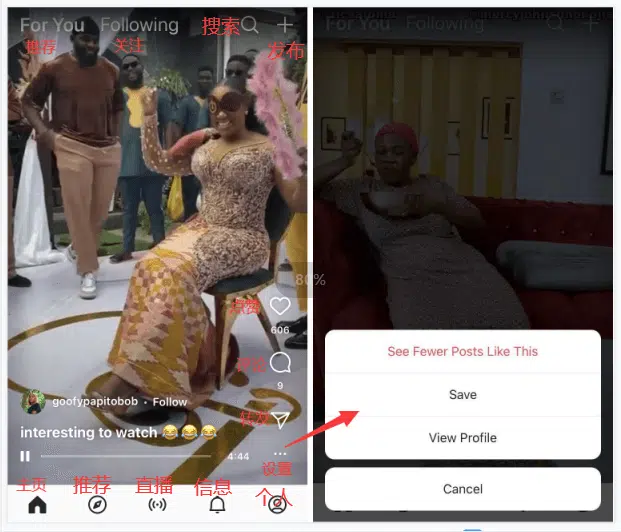 For You Following
搜索
推荐
关注
发布
80%
点赞
606
评论
9
goofypapitobob · Follow
转发
interesting to watch 😂😂😂
4:44
设置
主页
推荐
直播
信息
个人
For You Following
See Fewer Posts Like This
Save
View Profile
Cancel